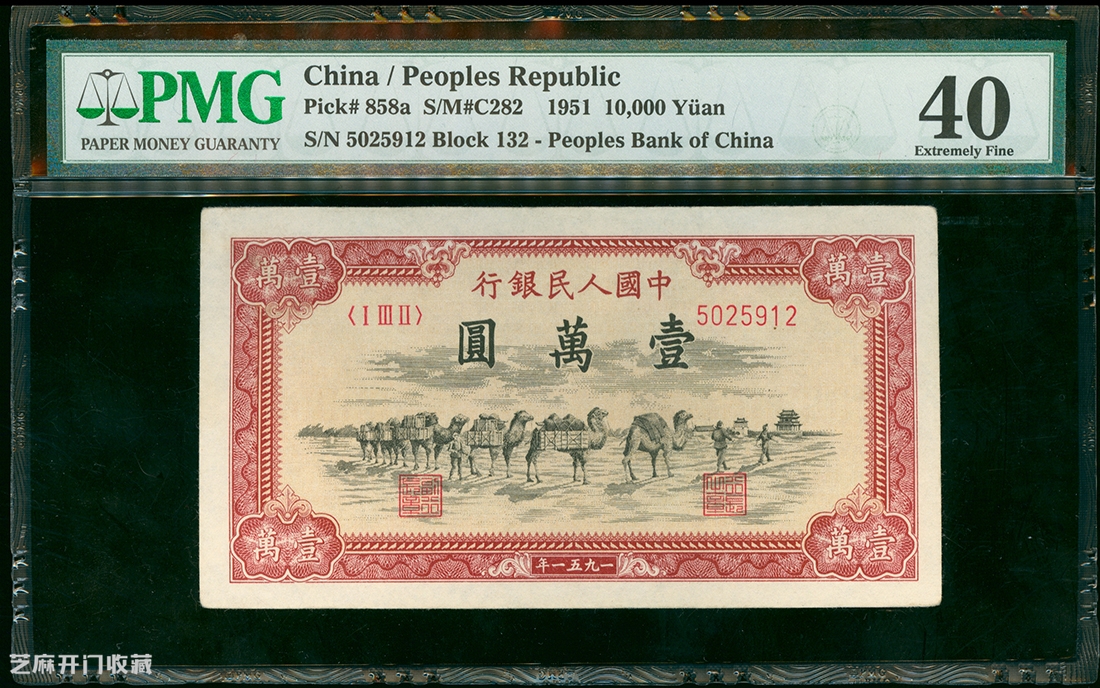 PMG
PAPER MONEY GUARANTY
China / Peoples Republic
Pick# 858a S/M#C282 1951 10,000 Yüan
S/N 5025912 Block 132 - Peoples Bank of China
40
Extremely Fine
萬壹
萬壹
行銀民人國中
〈I III II〉
5025912
圓萬壹
萬壹
萬壹
年一五九一
芝麻开门收藏